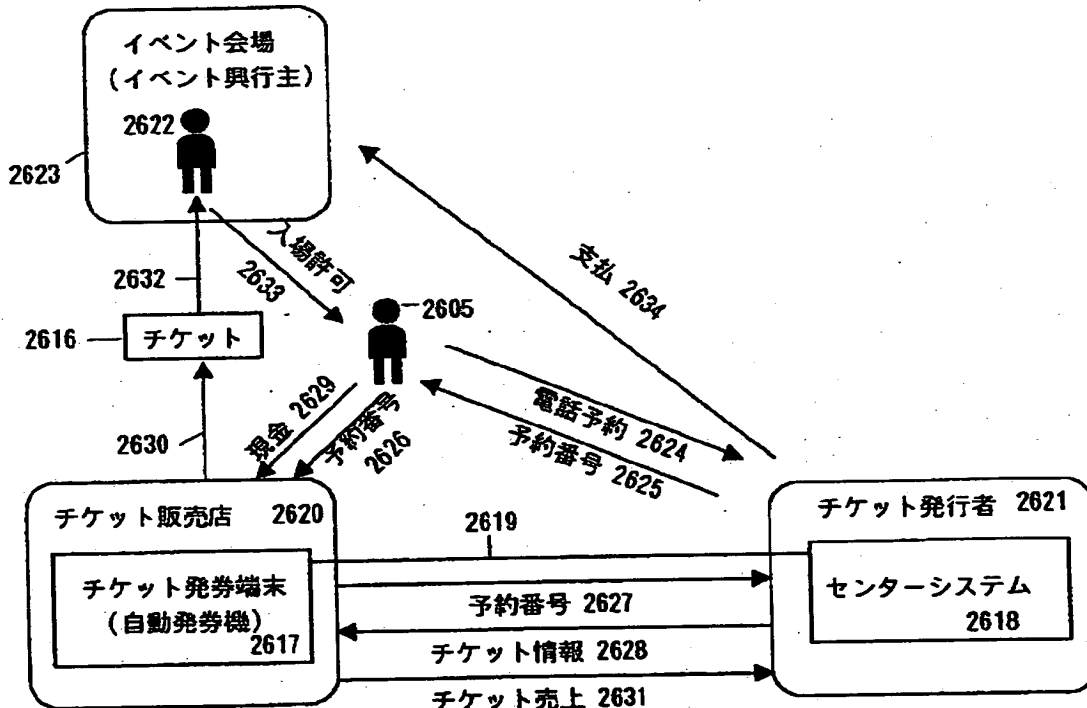 イベント会場
(イベント興行主)
2622
2623
入場許可
2633
2632
2605
2616
チケット
支払 2634
2630
現金 2629
予約番号
2626
電話予約 2624
予約番号 2625
チケット販売店 2620
2619
チケット発行者 2621
チケット発券端末
(自動発券機)
2617
センターシステム
2618
予約番号 2627
チケット情報 2628
チケット売上 2631